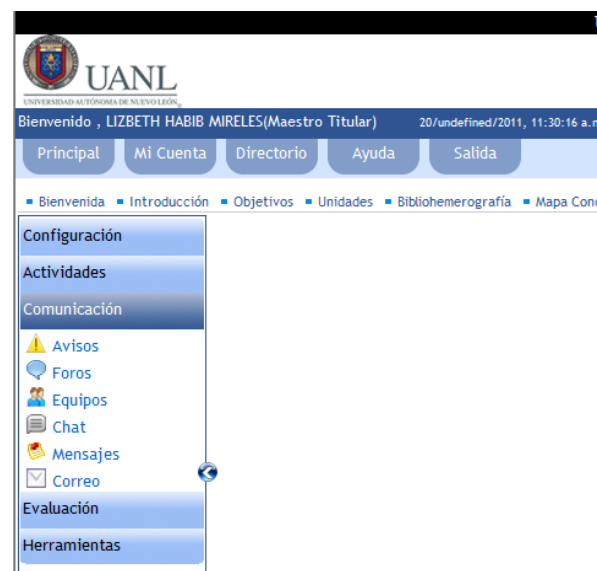 UANL
UNIVERSIDAD AUTÓNOMA DE NUEVO LEÓN
Bienvenido , LIZBETH HABIB MIRELES(Maestro Titular) 20/undefined/2011, 11:30:16 a.m
Principal Mi Cuenta Directorio Ayuda Salida
Bienvenida Introducción Objetivos Unidades Bibliohemerografía Mapa Conc
Configuración
Actividades
Comunicación
Avisos
Foros
Equipos
Chat
Mensajes
Correo
Evaluación
Herramientas